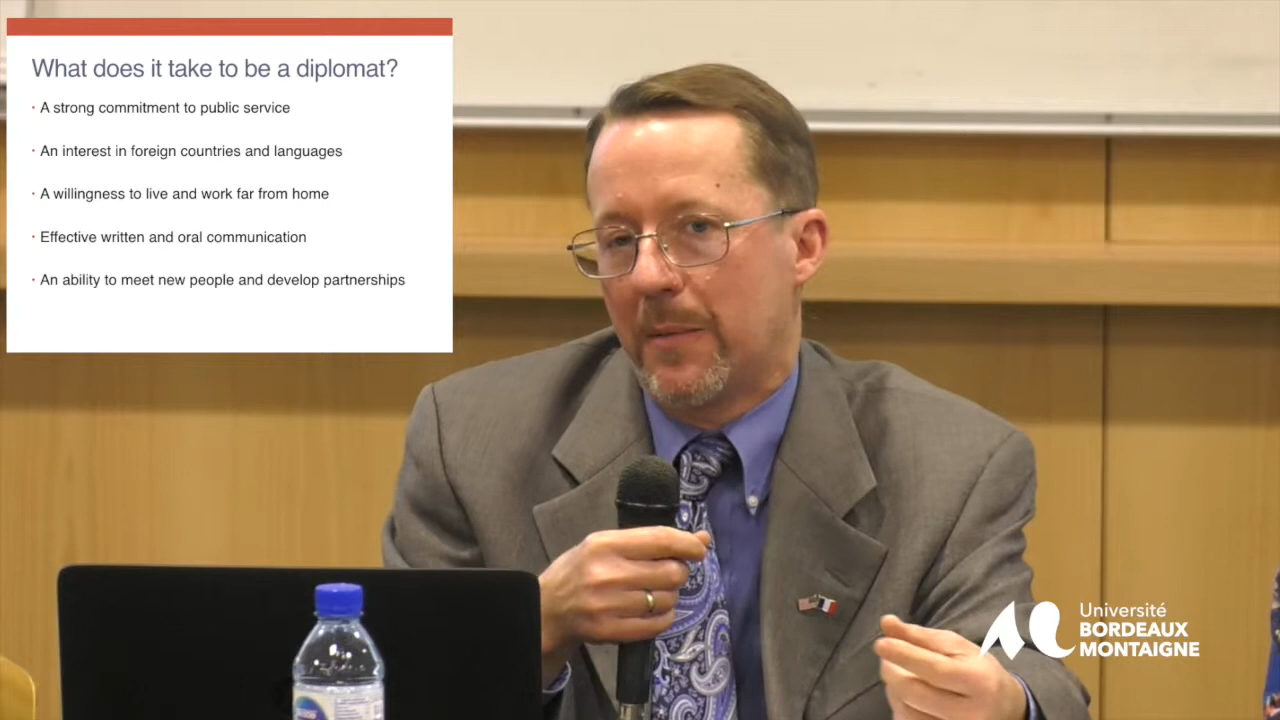 What does it take to be a diplomat?
· A strong commitment to public service
· An interest in foreign countries and languages
· A willingness to live and work far from home
· Effective written and oral communication
· An ability to meet new people and develop partnerships
Université
BORDEAUX
MONTAIGNE